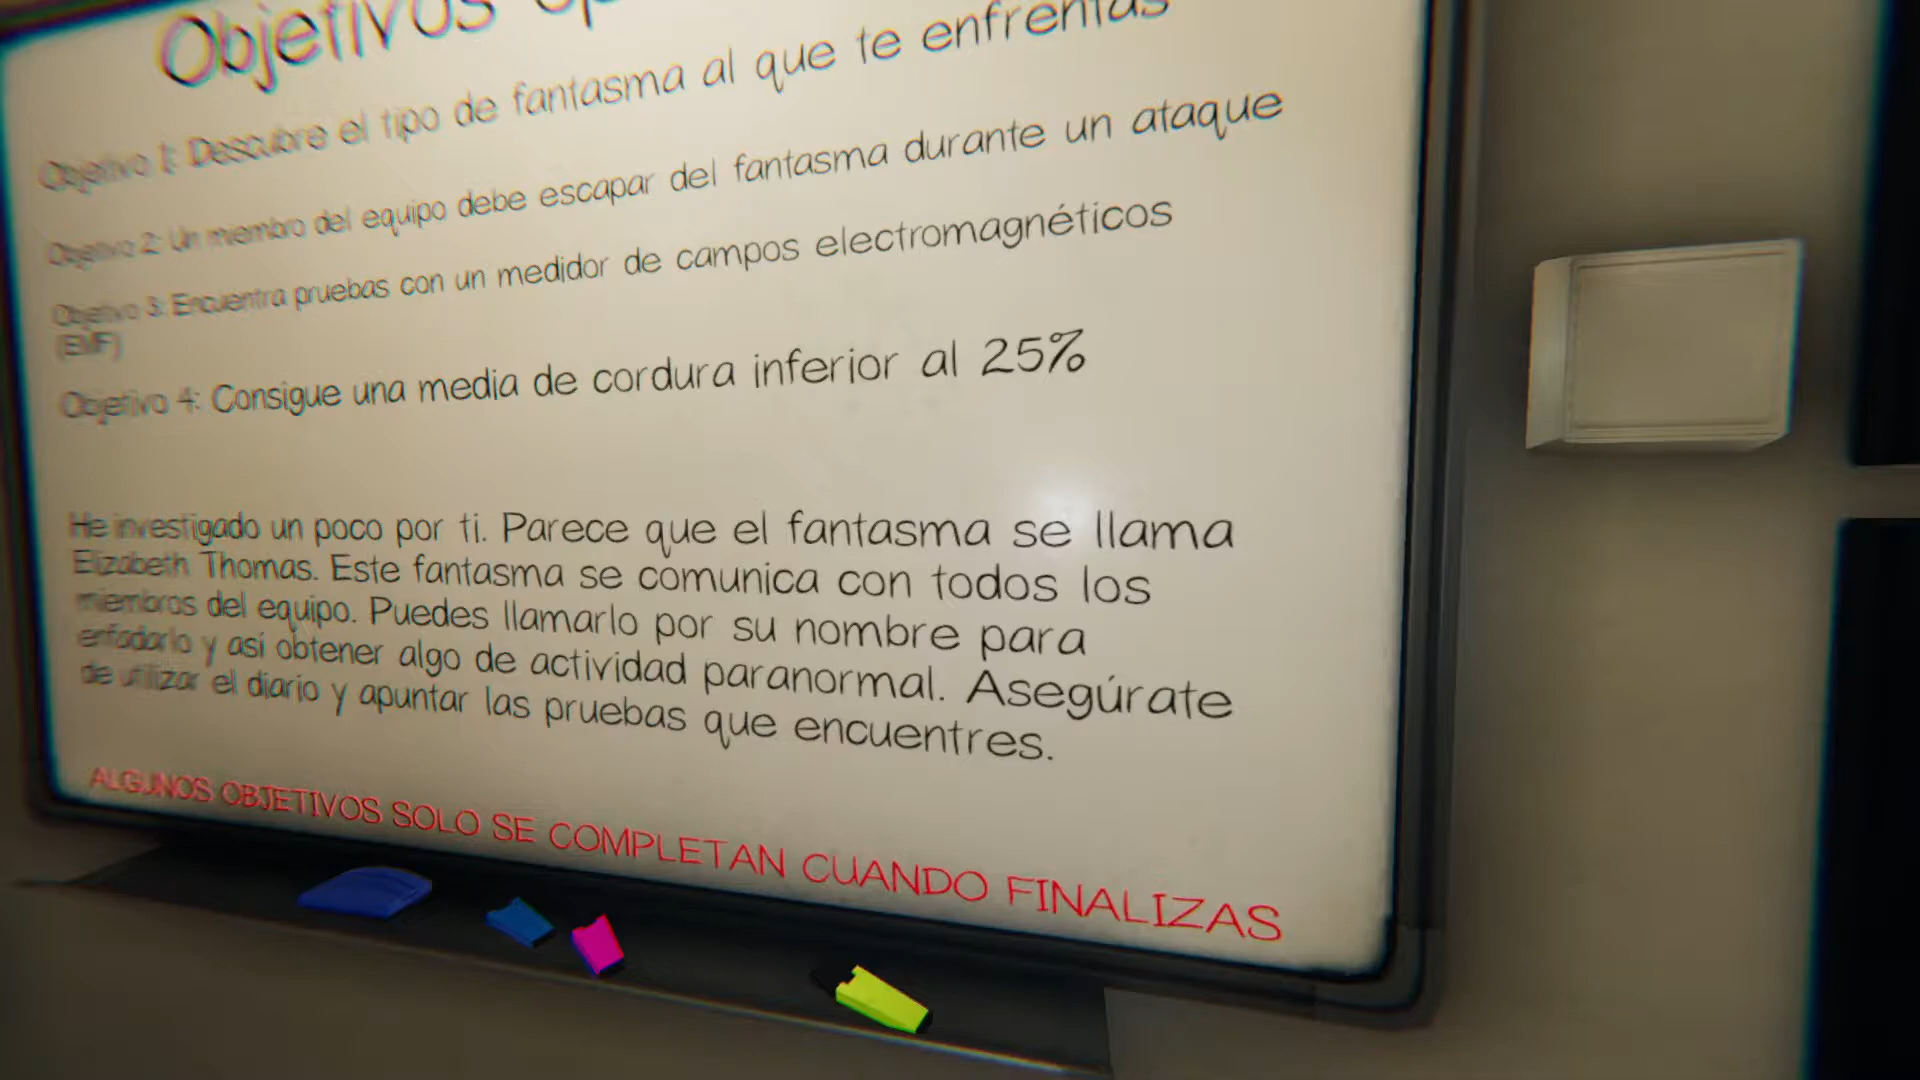 Objetivos
Objetivo 1: Descubre el tipo de fantasma al que te enfrentas
Objetivo 2: Un miembro del equipo debe escapar del fantasma durante un ataque
Objetivo 3: Encuentra pruebas con un medidor de campos electromagnéticos
(EMF)
Objetivo 4: Consigue una media de cordura inferior al 25%
He investigado un poco por ti. Parece que el fantasma se llama
Elizabeth Thomas. Este fantasma se comunica con todos los
miembros del equipo. Puedes llamarlo por su nombre para
enfadarlo y así obtener algo de actividad paranormal. Asegúrate
de utilizar el diario y apuntar las pruebas que encuentres.
ALGUNOS OBJETIVOS SOLO SE COMPLETAN CUANDO FINALIZAS